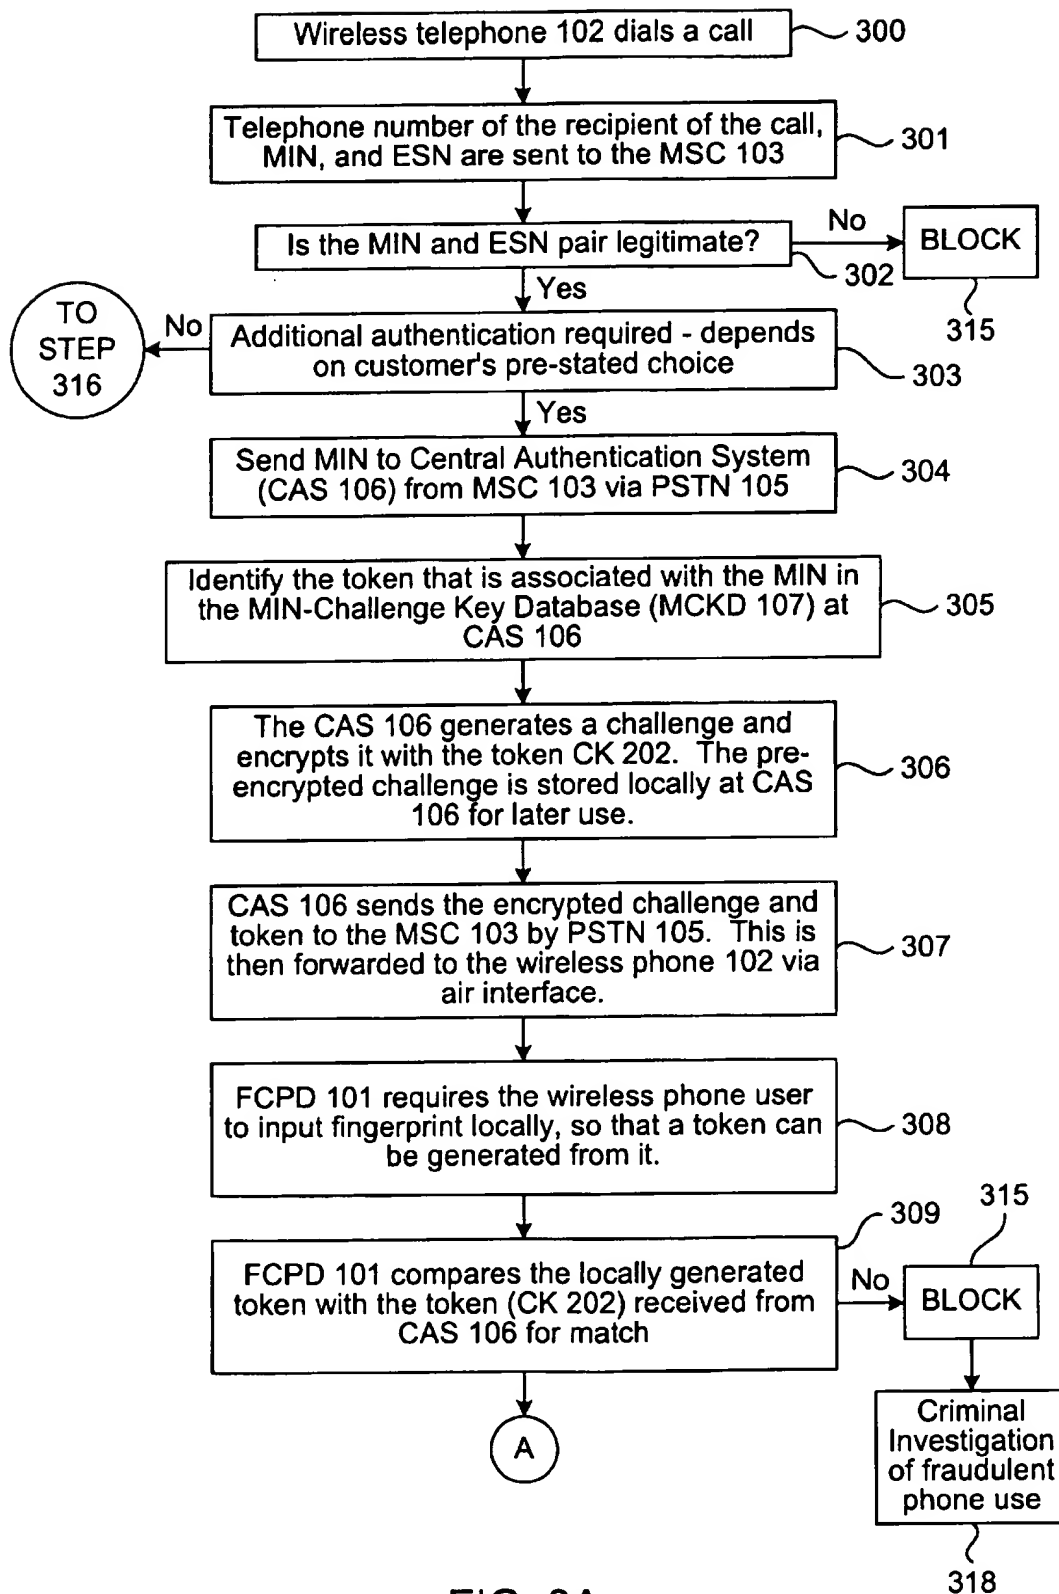 Wireless telephone 102 dials a call
300
Telephone number of the recipient of the call,
MIN, and ESN are sent to the MSC 103
301
Is the MIN and ESN pair legitimate?
302
No
BLOCK
315
Yes
TO
STEP
316
No
Additional authentication required - depends
on customer's pre-stated choice
303
Yes
Send MIN to Central Authentication System
(CAS 106) from MSC 103 via PSTN 105
304
Identify the token that is associated with the MIN in
the MIN-Challenge Key Database (MCKD 107) at
CAS 106
305
The CAS 106 generates a challenge and
encrypts it with the token CK 202. The pre-
encrypted challenge is stored locally at CAS
106 for later use.
306
CAS 106 sends the encrypted challenge and
token to the MSC 103 by PSTN 105. This is
then forwarded to the wireless phone 102 via
air interface.
307
FCPD 101 requires the wireless phone user
to input fingerprint locally, so that a token can
be generated from it.
308
FCPD 101 compares the locally generated
token with the token (CK 202) received from
CAS 106 for match
309
No
315
BLOCK
A
Criminal
Investigation
of fraudulent
phone use
318